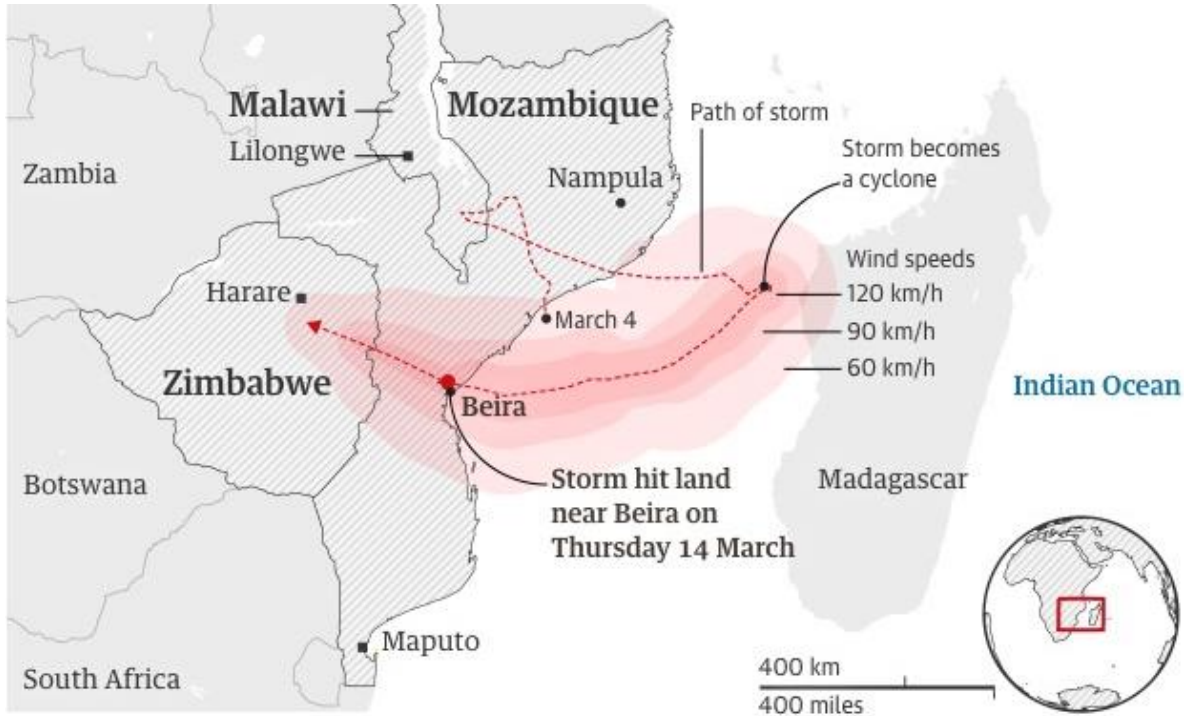 Malawi
Mozambique
Path of storm
Lilongwe
Storm becomes
a cyclone
Zambia
Nampula
Wind speeds
Harare
120 km/h
March 4
90 km/h
60 km/h
Zimbabwe
Indian Ocean
Beira
Botswana
Storm hit land
near Beira on
Thursday 14 March
Madagascar
Maputo
South Africa
400 km
400 miles